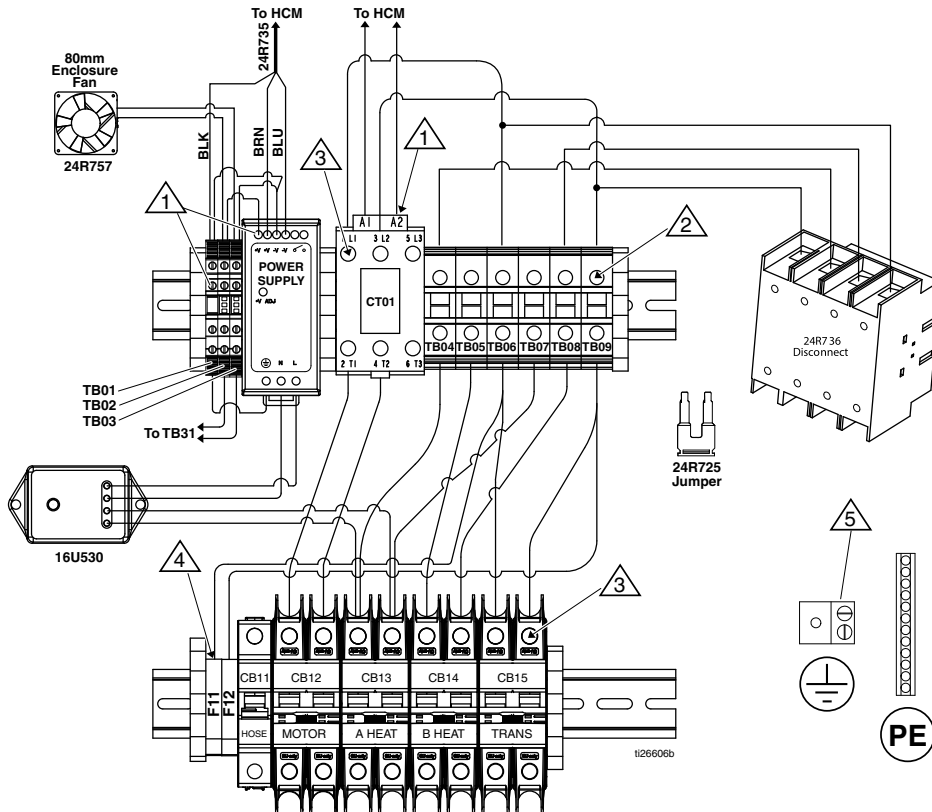 To HCM
To HCM
24R735
80mm
Enclosure
Fan
24R757
BLK
BRN
BLU
1
3
1
2
A1
A2
L1
3 L2
5 L3
+V +V -V -V
POWER
SUPPLY
+V ADJ
N L
CT01
2 T1
4 T2
6 T3
TB04
TB05
TB06
TB07
TB08
TB09
24R736
Disconnect
TB01
TB02
TB03
To TB31
24R725
Jumper
16U530
5
4
3
F11
F12
CB11
CB12
CB13
CB14
CB15
HOSE
MOTOR
A HEAT
B HEAT
TRANS
PE
ti26606b